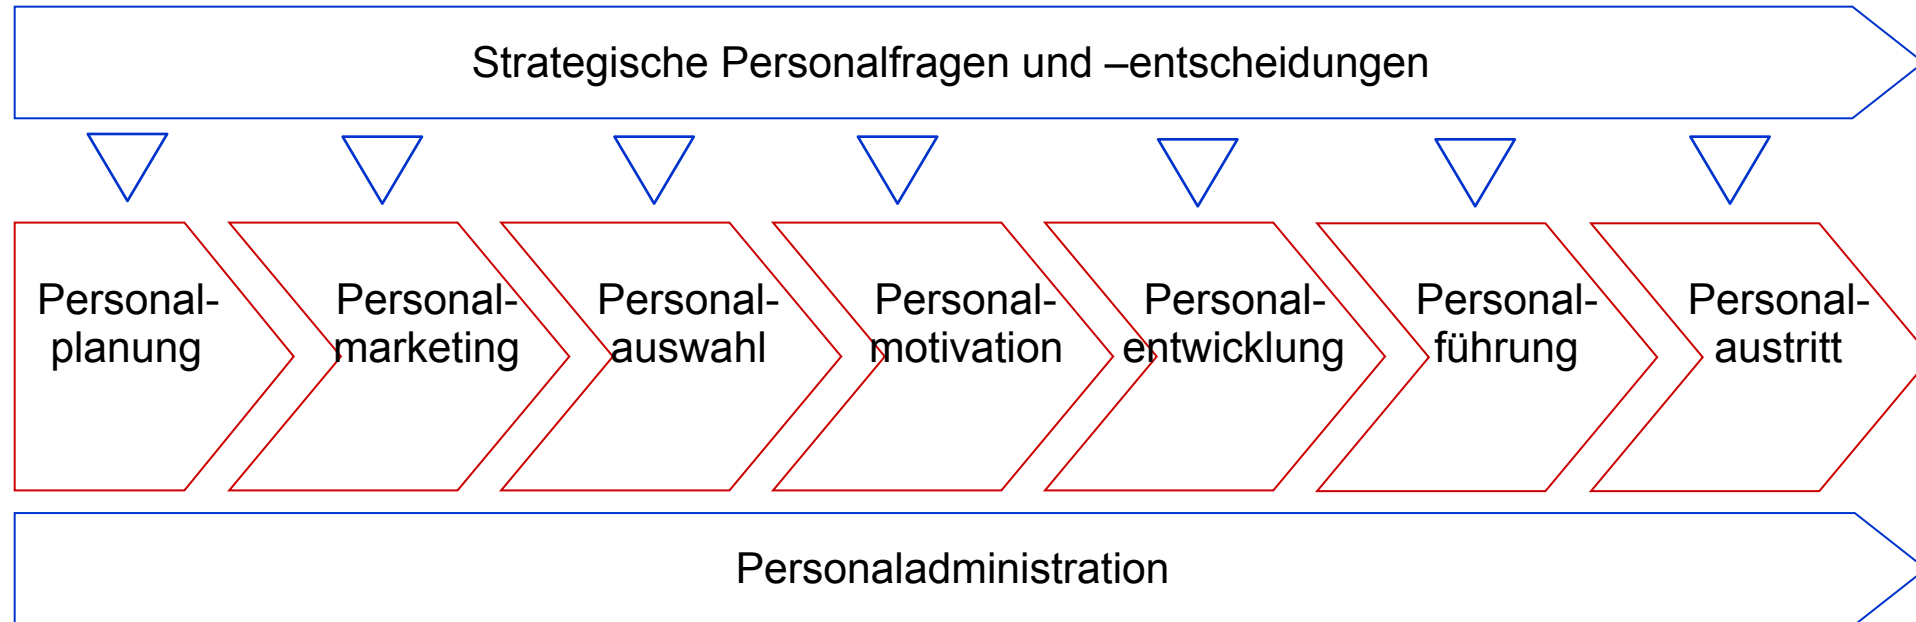 Strategische Personalfragen und –entscheidungen
Personal-
planung
Personal-
marketing
Personal-
auswahl
Personal-
motivation
Personal-
entwicklung
Personal-
führung
Personal-
austritt
Personaladministration